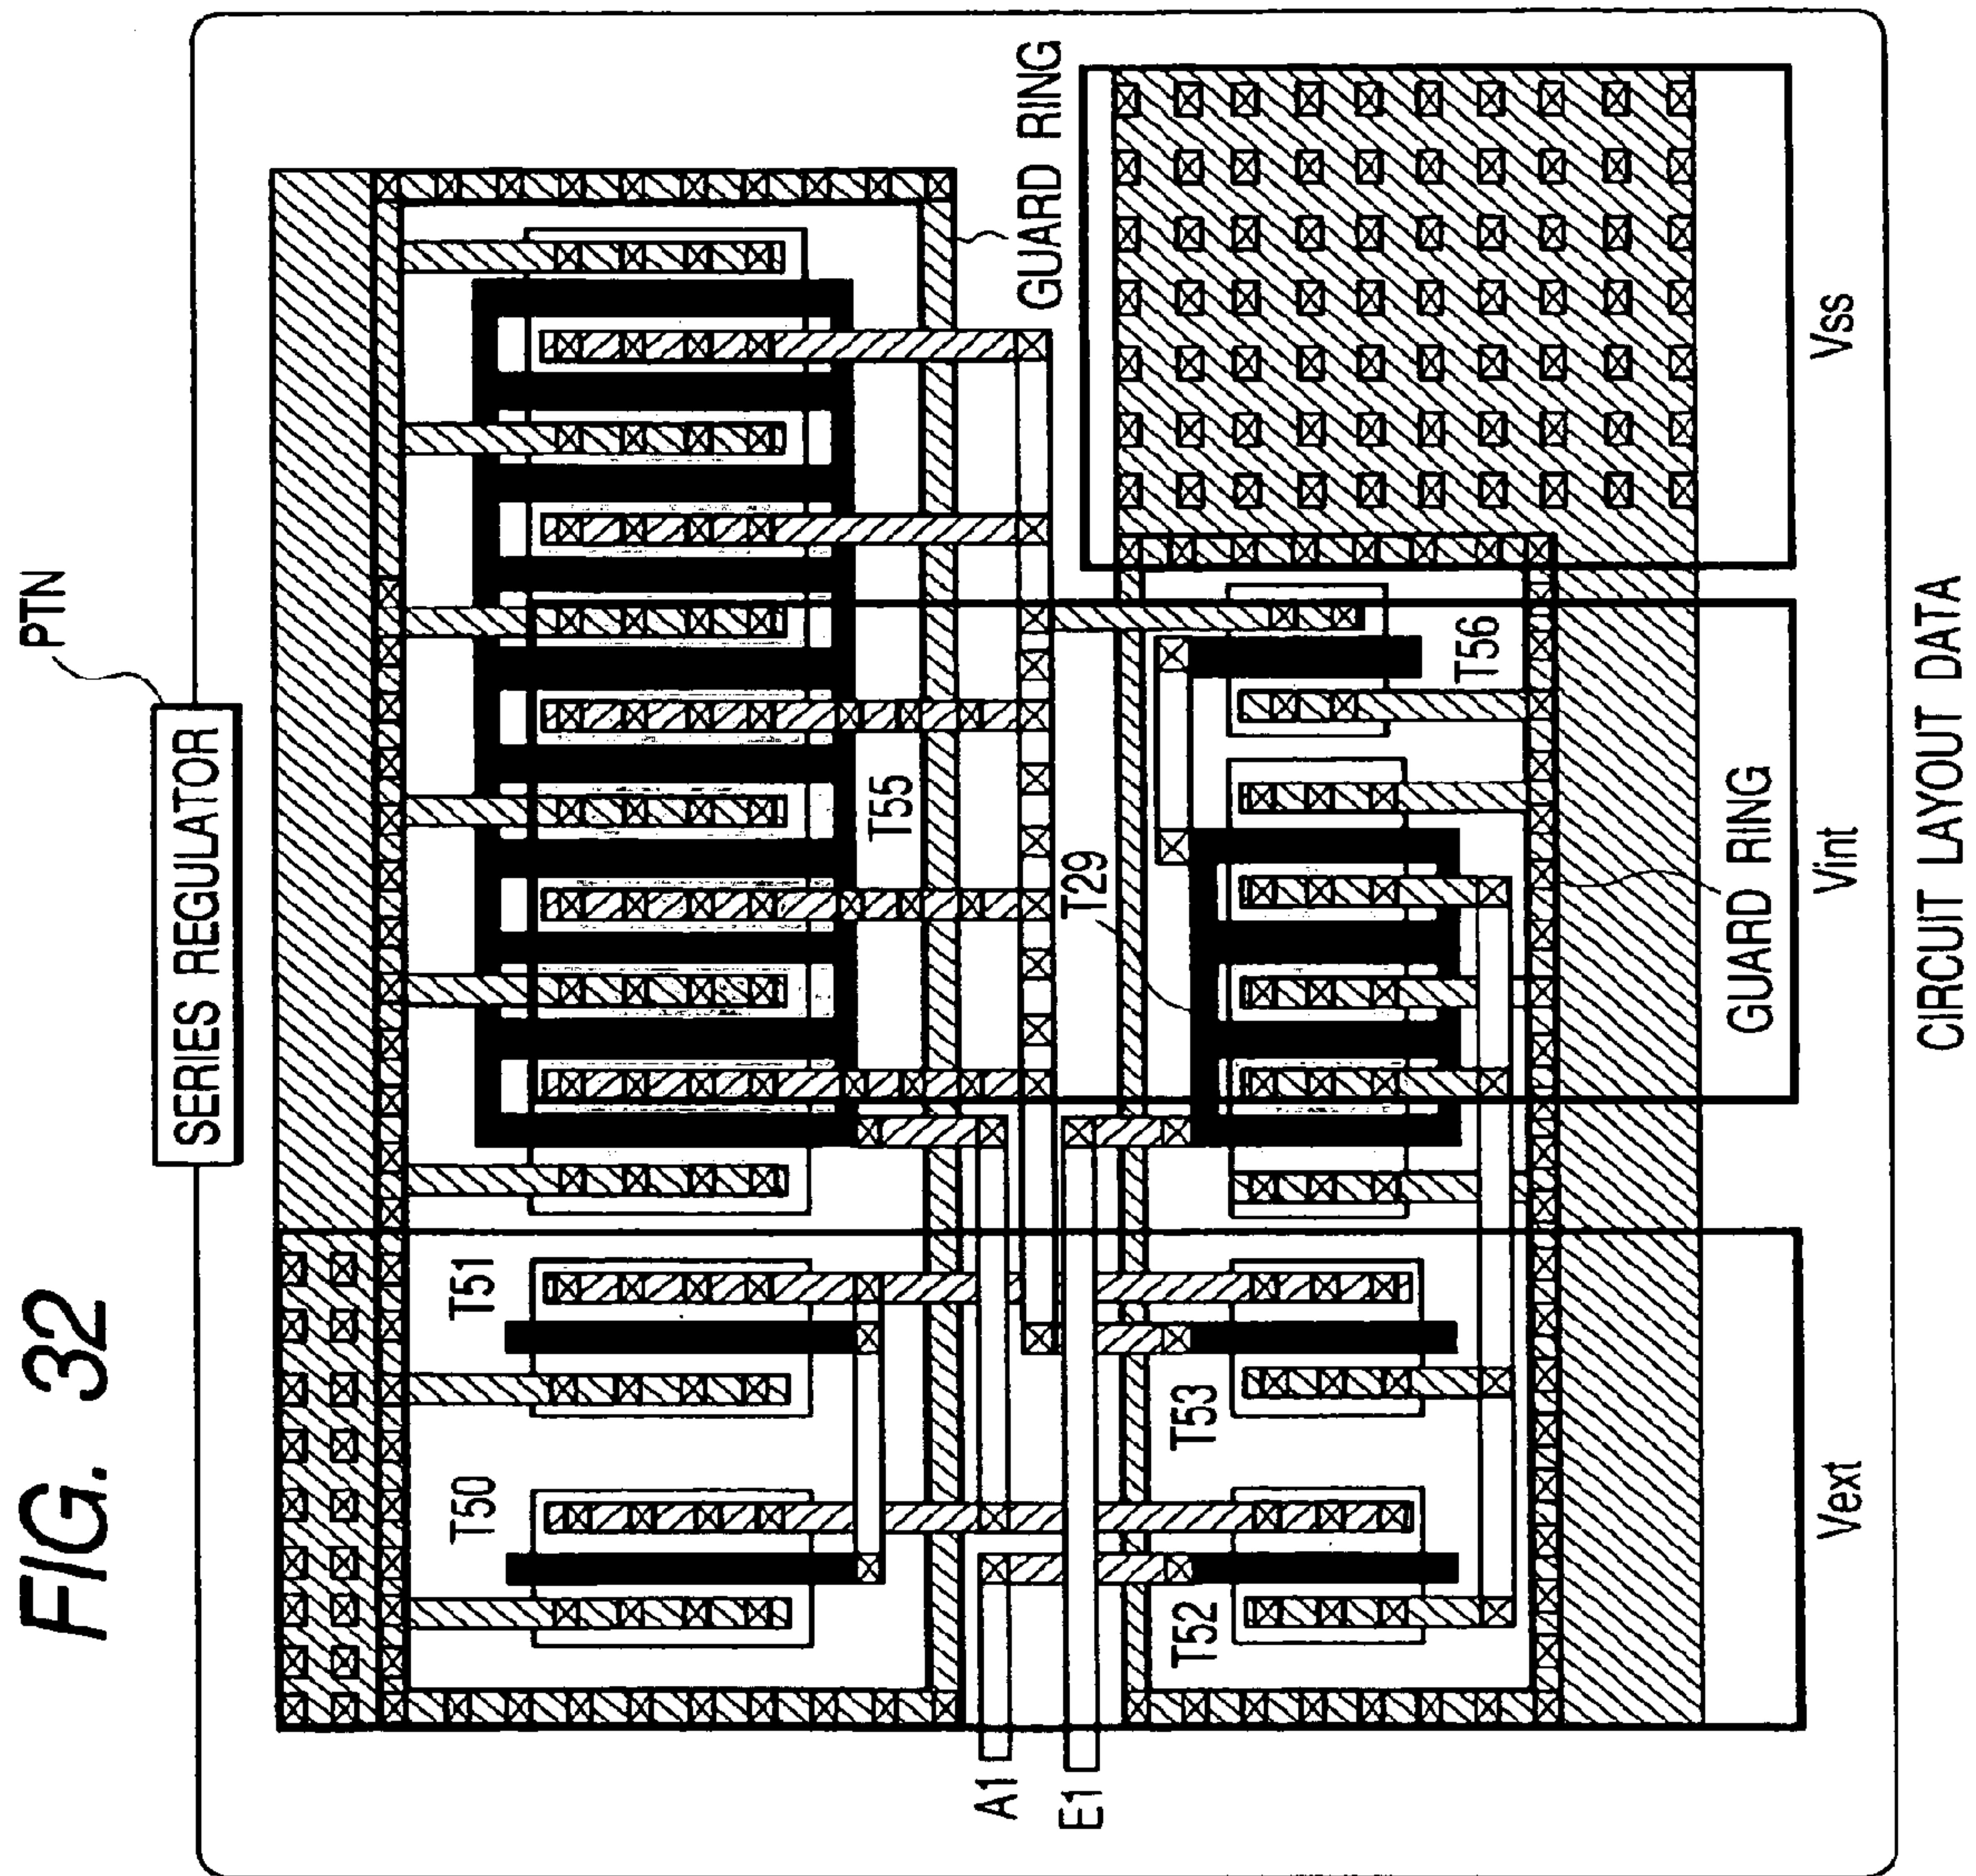 FIG. 32
PTN
SERIES REGULATOR
GUARD RING
T50
T51
T55
A1
E1
T29
T52
T53
T56
GUARD RING
Vext
Vint
Vss
CIRCUIT LAYOUT DATA